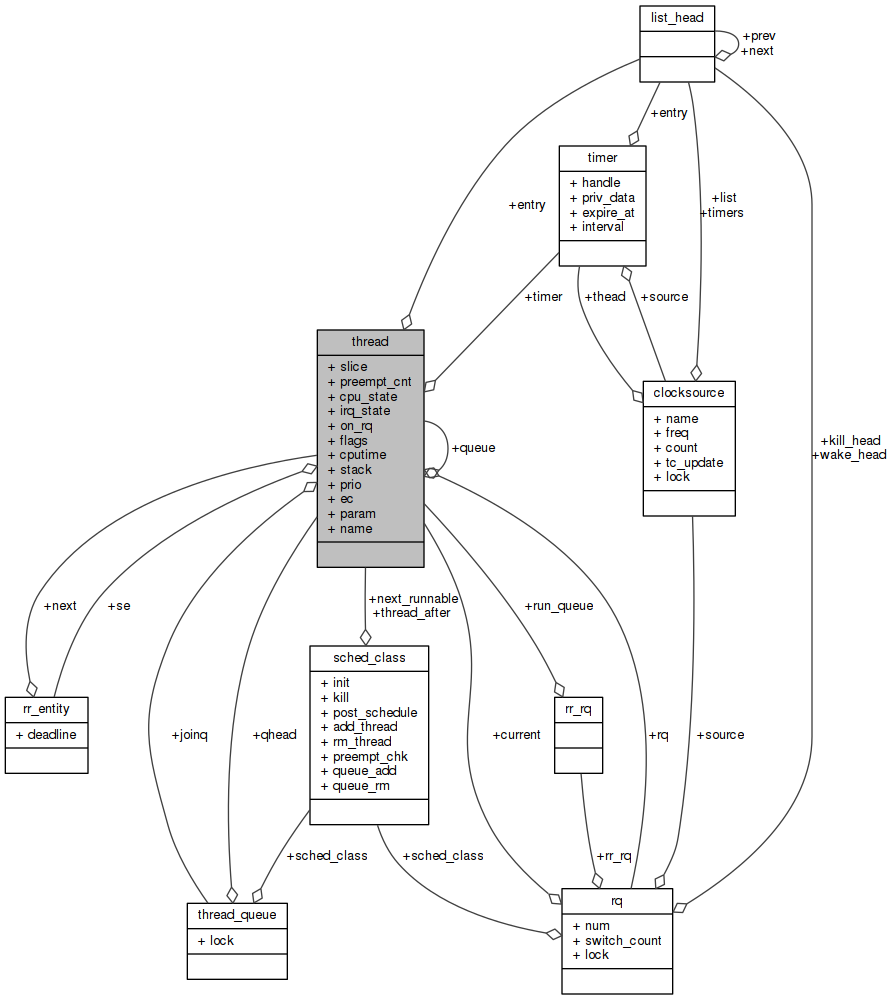 list_head
+prev
+next
+entry
timer
+ handle
+ priv_data
+ expire_at
+ interval
+list
+timers
+entry
+timer
+thead
+source
thread
+ slice
+ preempt_cnt
+ cpu_state
+ irq_state
+ on_rq
+ flags
+ cputime
+ stack
+ prio
+ ec
+ param
+ name
clocksource
+ name
+ freq
+ count
+ tc_update
+ lock
+queue
+kill_head
+wake_head
+next
+se
+next_runnable
+thread_after
+run_queue
sched_class
+ init
+ kill
+ post_schedule
+ add_thread
+ rm_thread
+ preempt_chk
+ queue_add
+ queue_rm
rr_entity
+ deadline
rr_rq
+joinq
+qhead
+current
+rq
+source
+sched_class
+sched_class
+rr_rq
thread_queue
+ lock
rq
+ num
+ switch_count
+ lock